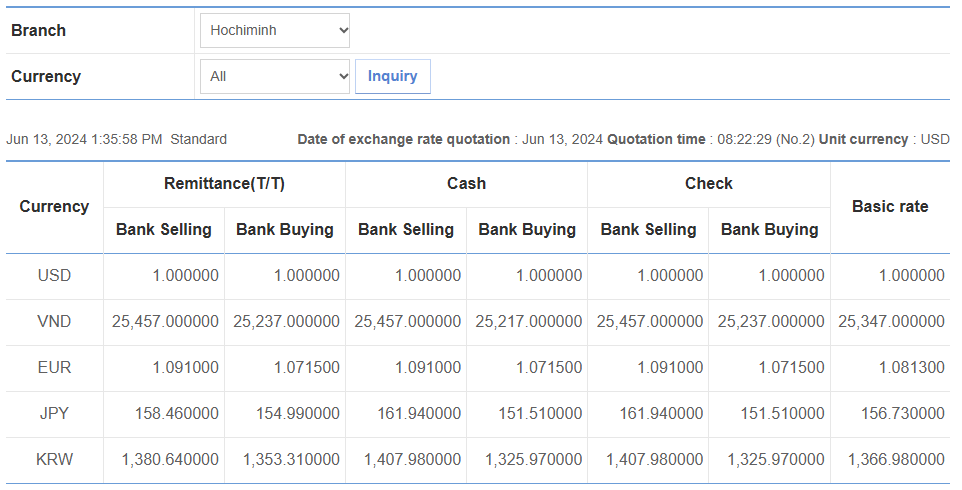 Branch Hochiminh
Currency All Inquiry
Jun 13, 2024 1:35:58 PM Standard Date of exchange rate quotation : Jun 13, 2024 Quotation time : 08:22:29 (No.2) Unit currency : USD
Currency Remittance(T/T) Cash Check Basic rate
Bank Selling Bank Buying Bank Selling Bank Buying Bank Selling Bank Buying
USD 1.000000 1.000000 1.000000 1.000000 1.000000 1.000000 1.000000
VND 25,457.000000 25,237.000000 25,457.000000 25,217.000000 25,457.000000 25,237.000000 25,347.000000
EUR 1.091000 1.071500 1.091000 1.071500 1.091000 1.071500 1.081300
JPY 158.460000 154.990000 161.940000 151.510000 161.940000 151.510000 156.730000
KRW 1,380.640000 1,353.310000 1,407.980000 1,325.970000 1,407.980000 1,325.970000 1,366.980000